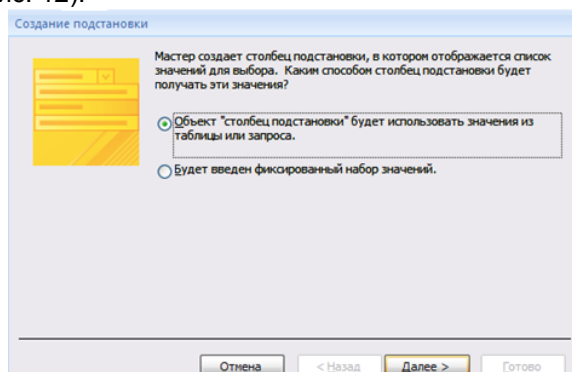 12).
Создание подстановки
Мастер создает столбец подстановки, в котором отображается список
значений для выбора. Каким способом столбец подстановки будет
получать эти значения?
Объект "столбец подстановки" будет использовать значения из
таблицы или запроса.
Будет введен фиксированный набор значений.
Отмена
< Назад
Далее >
Готово